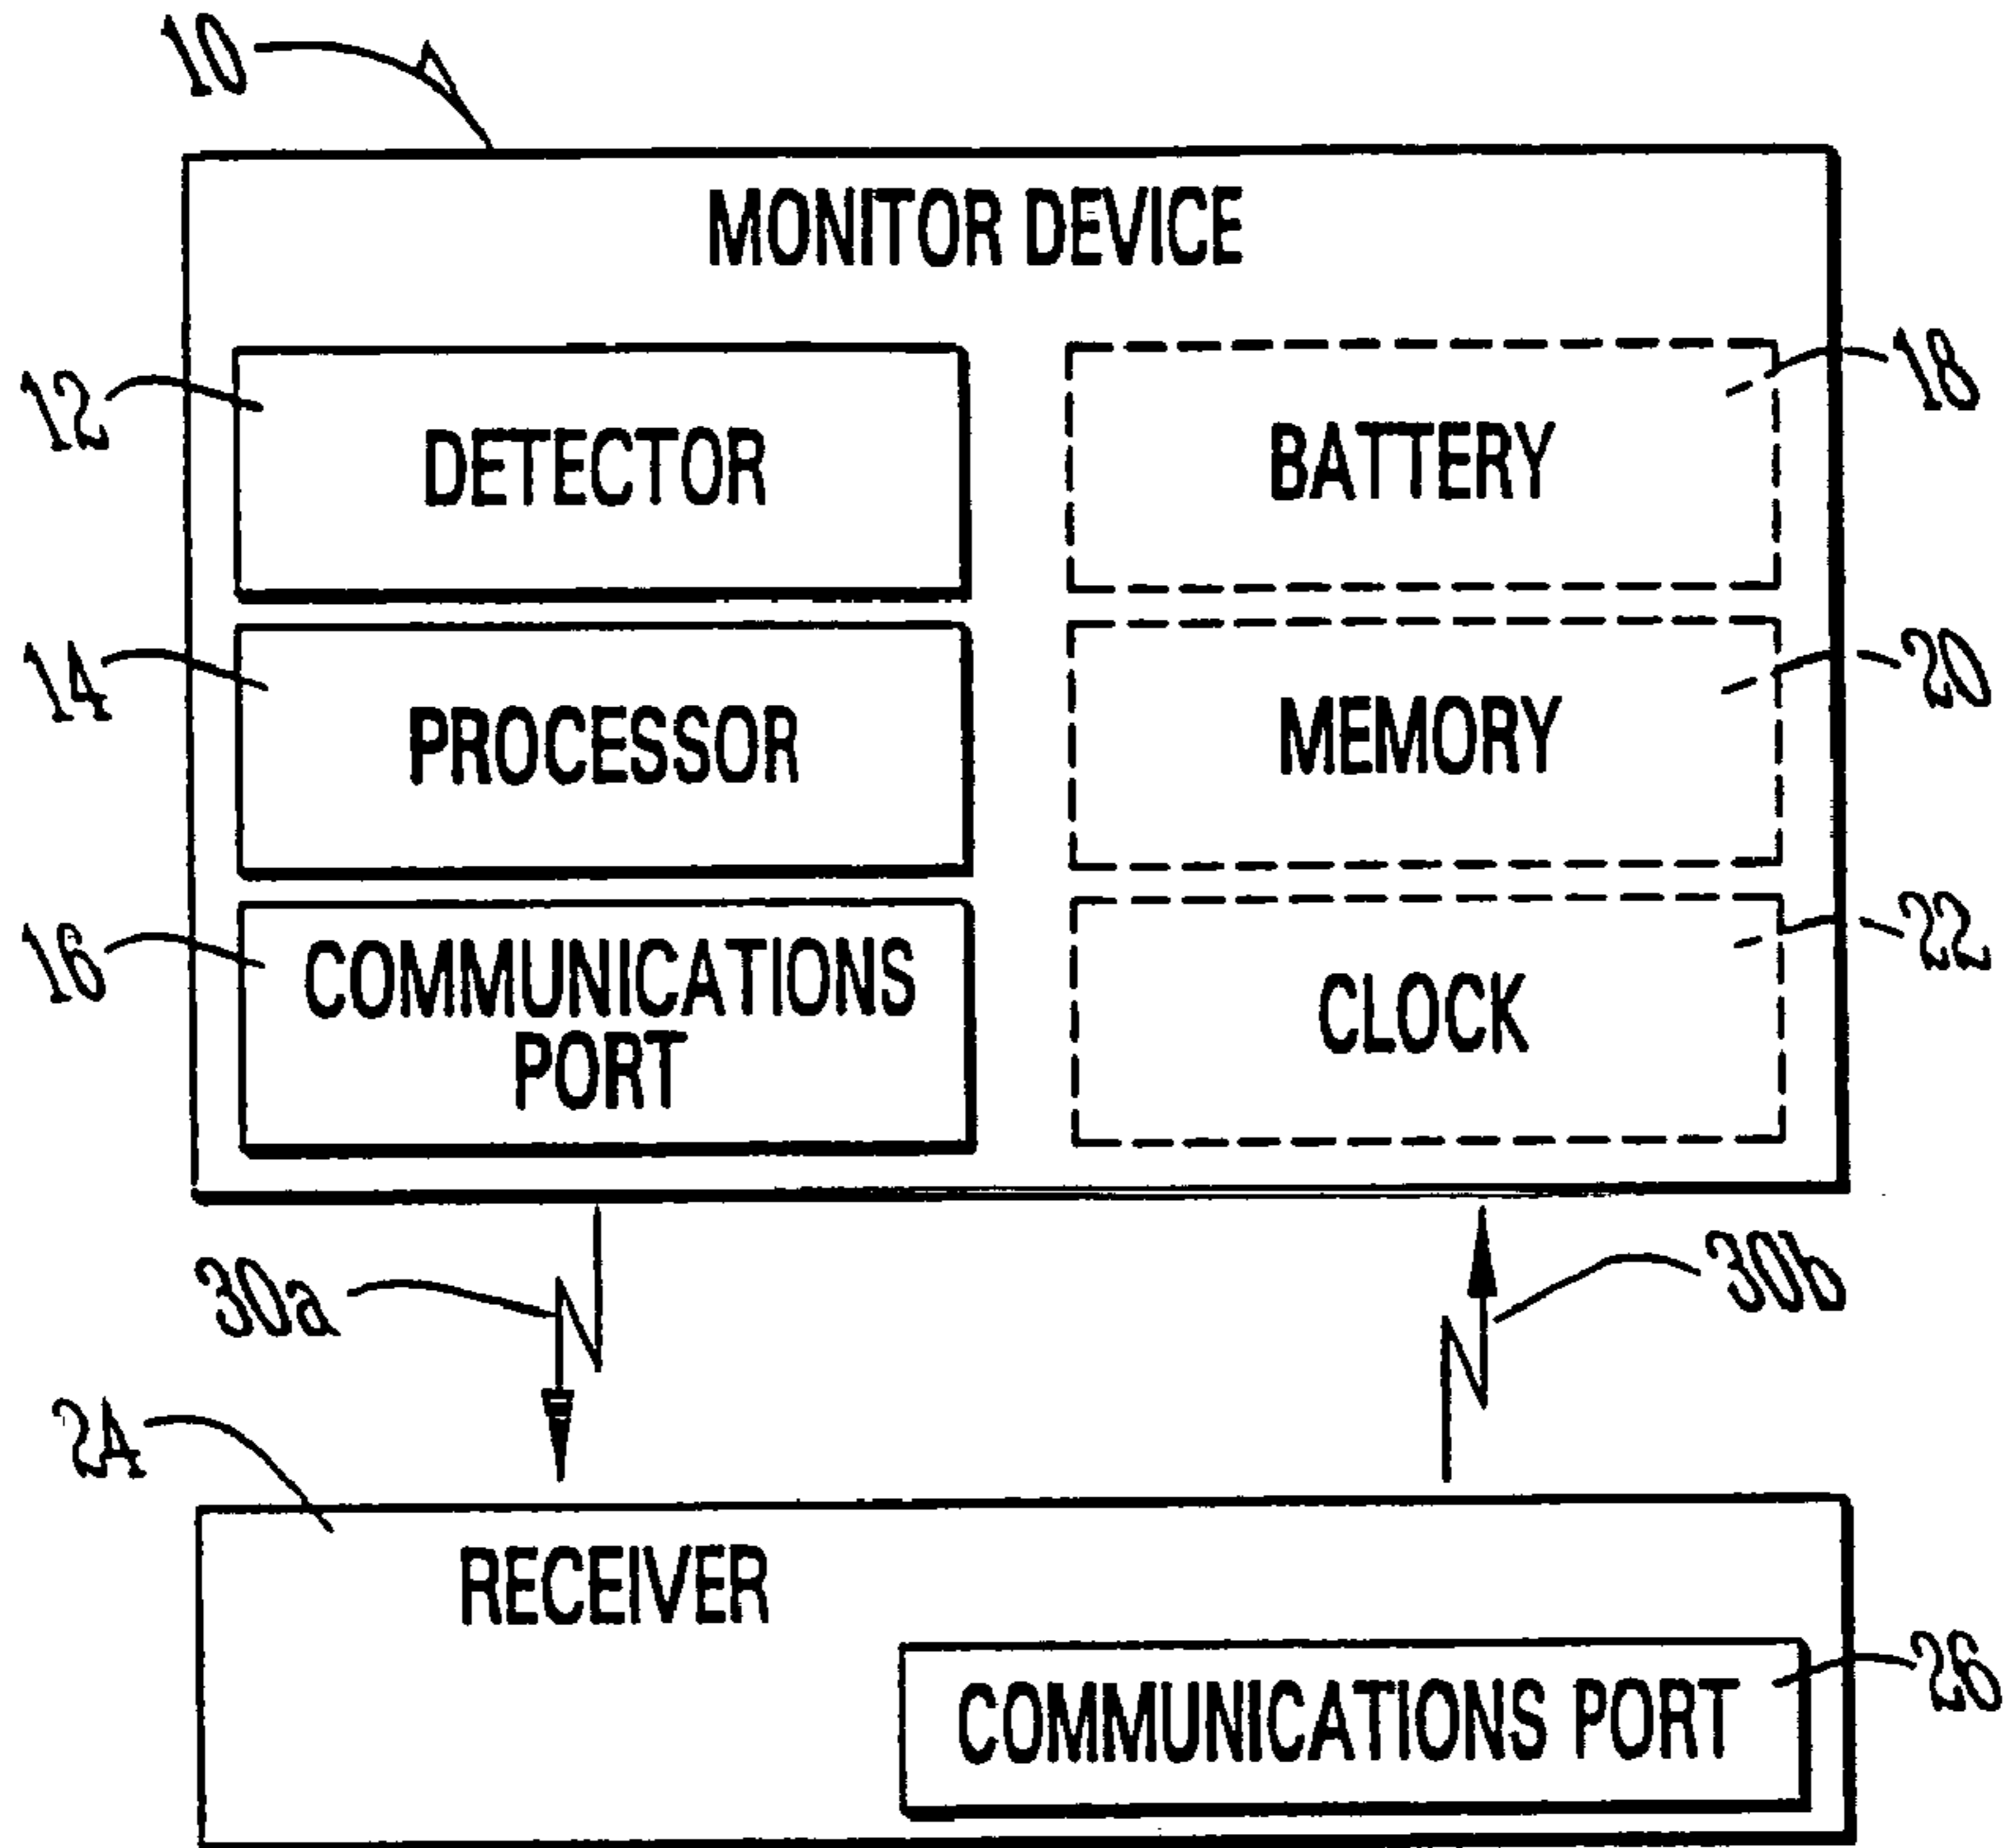 10
MONITOR DEVICE
12
DETECTOR
BATTERY
18
14
PROCESSOR
MEMORY
20
16
COMMUNICATIONS
PORT
CLOCK
22
30a
30b
24
RECEIVER
COMMUNICATIONS PORT
26